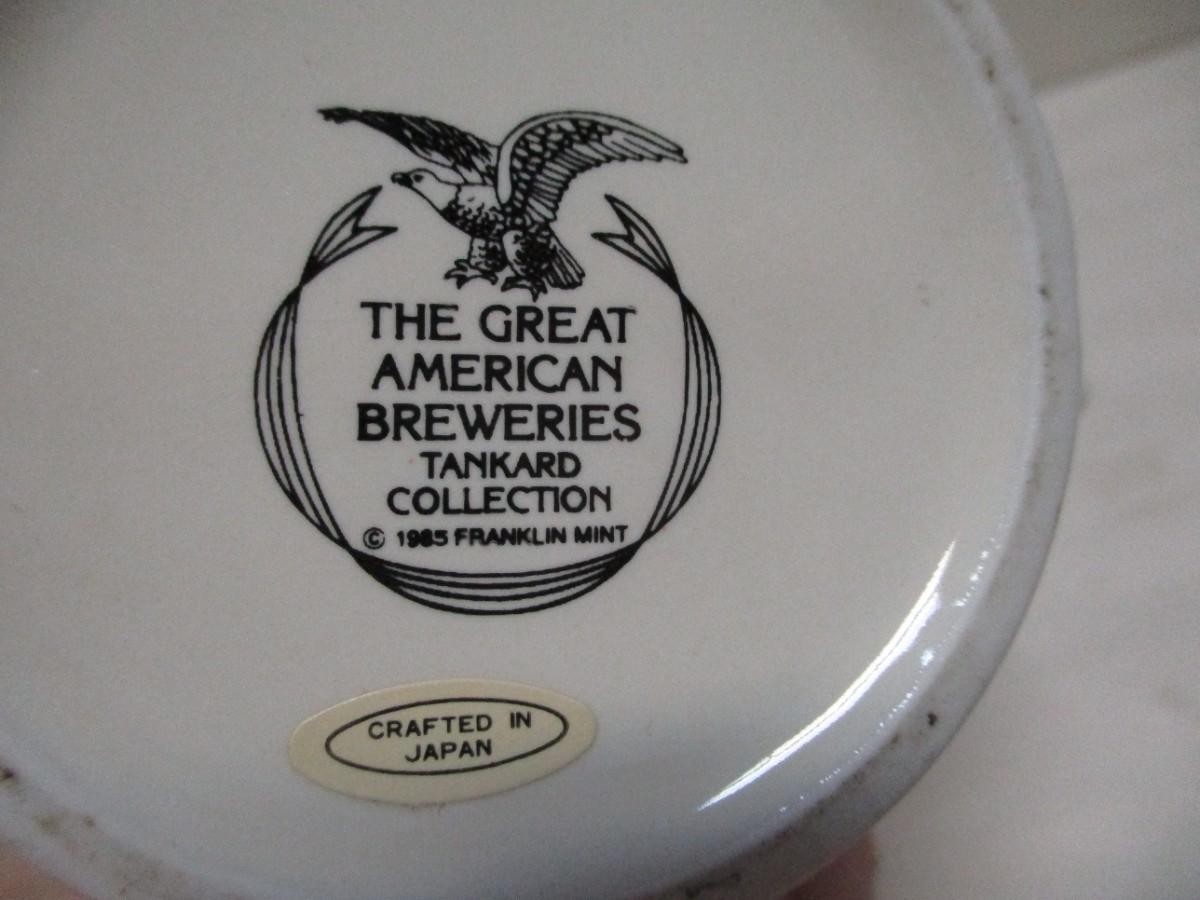 THE GREAT
AMERICAN
BREWERIES
TANKARD
COLLECTION
© 1985 FRANKLIN MINT
CRAFTED IN
JAPAN